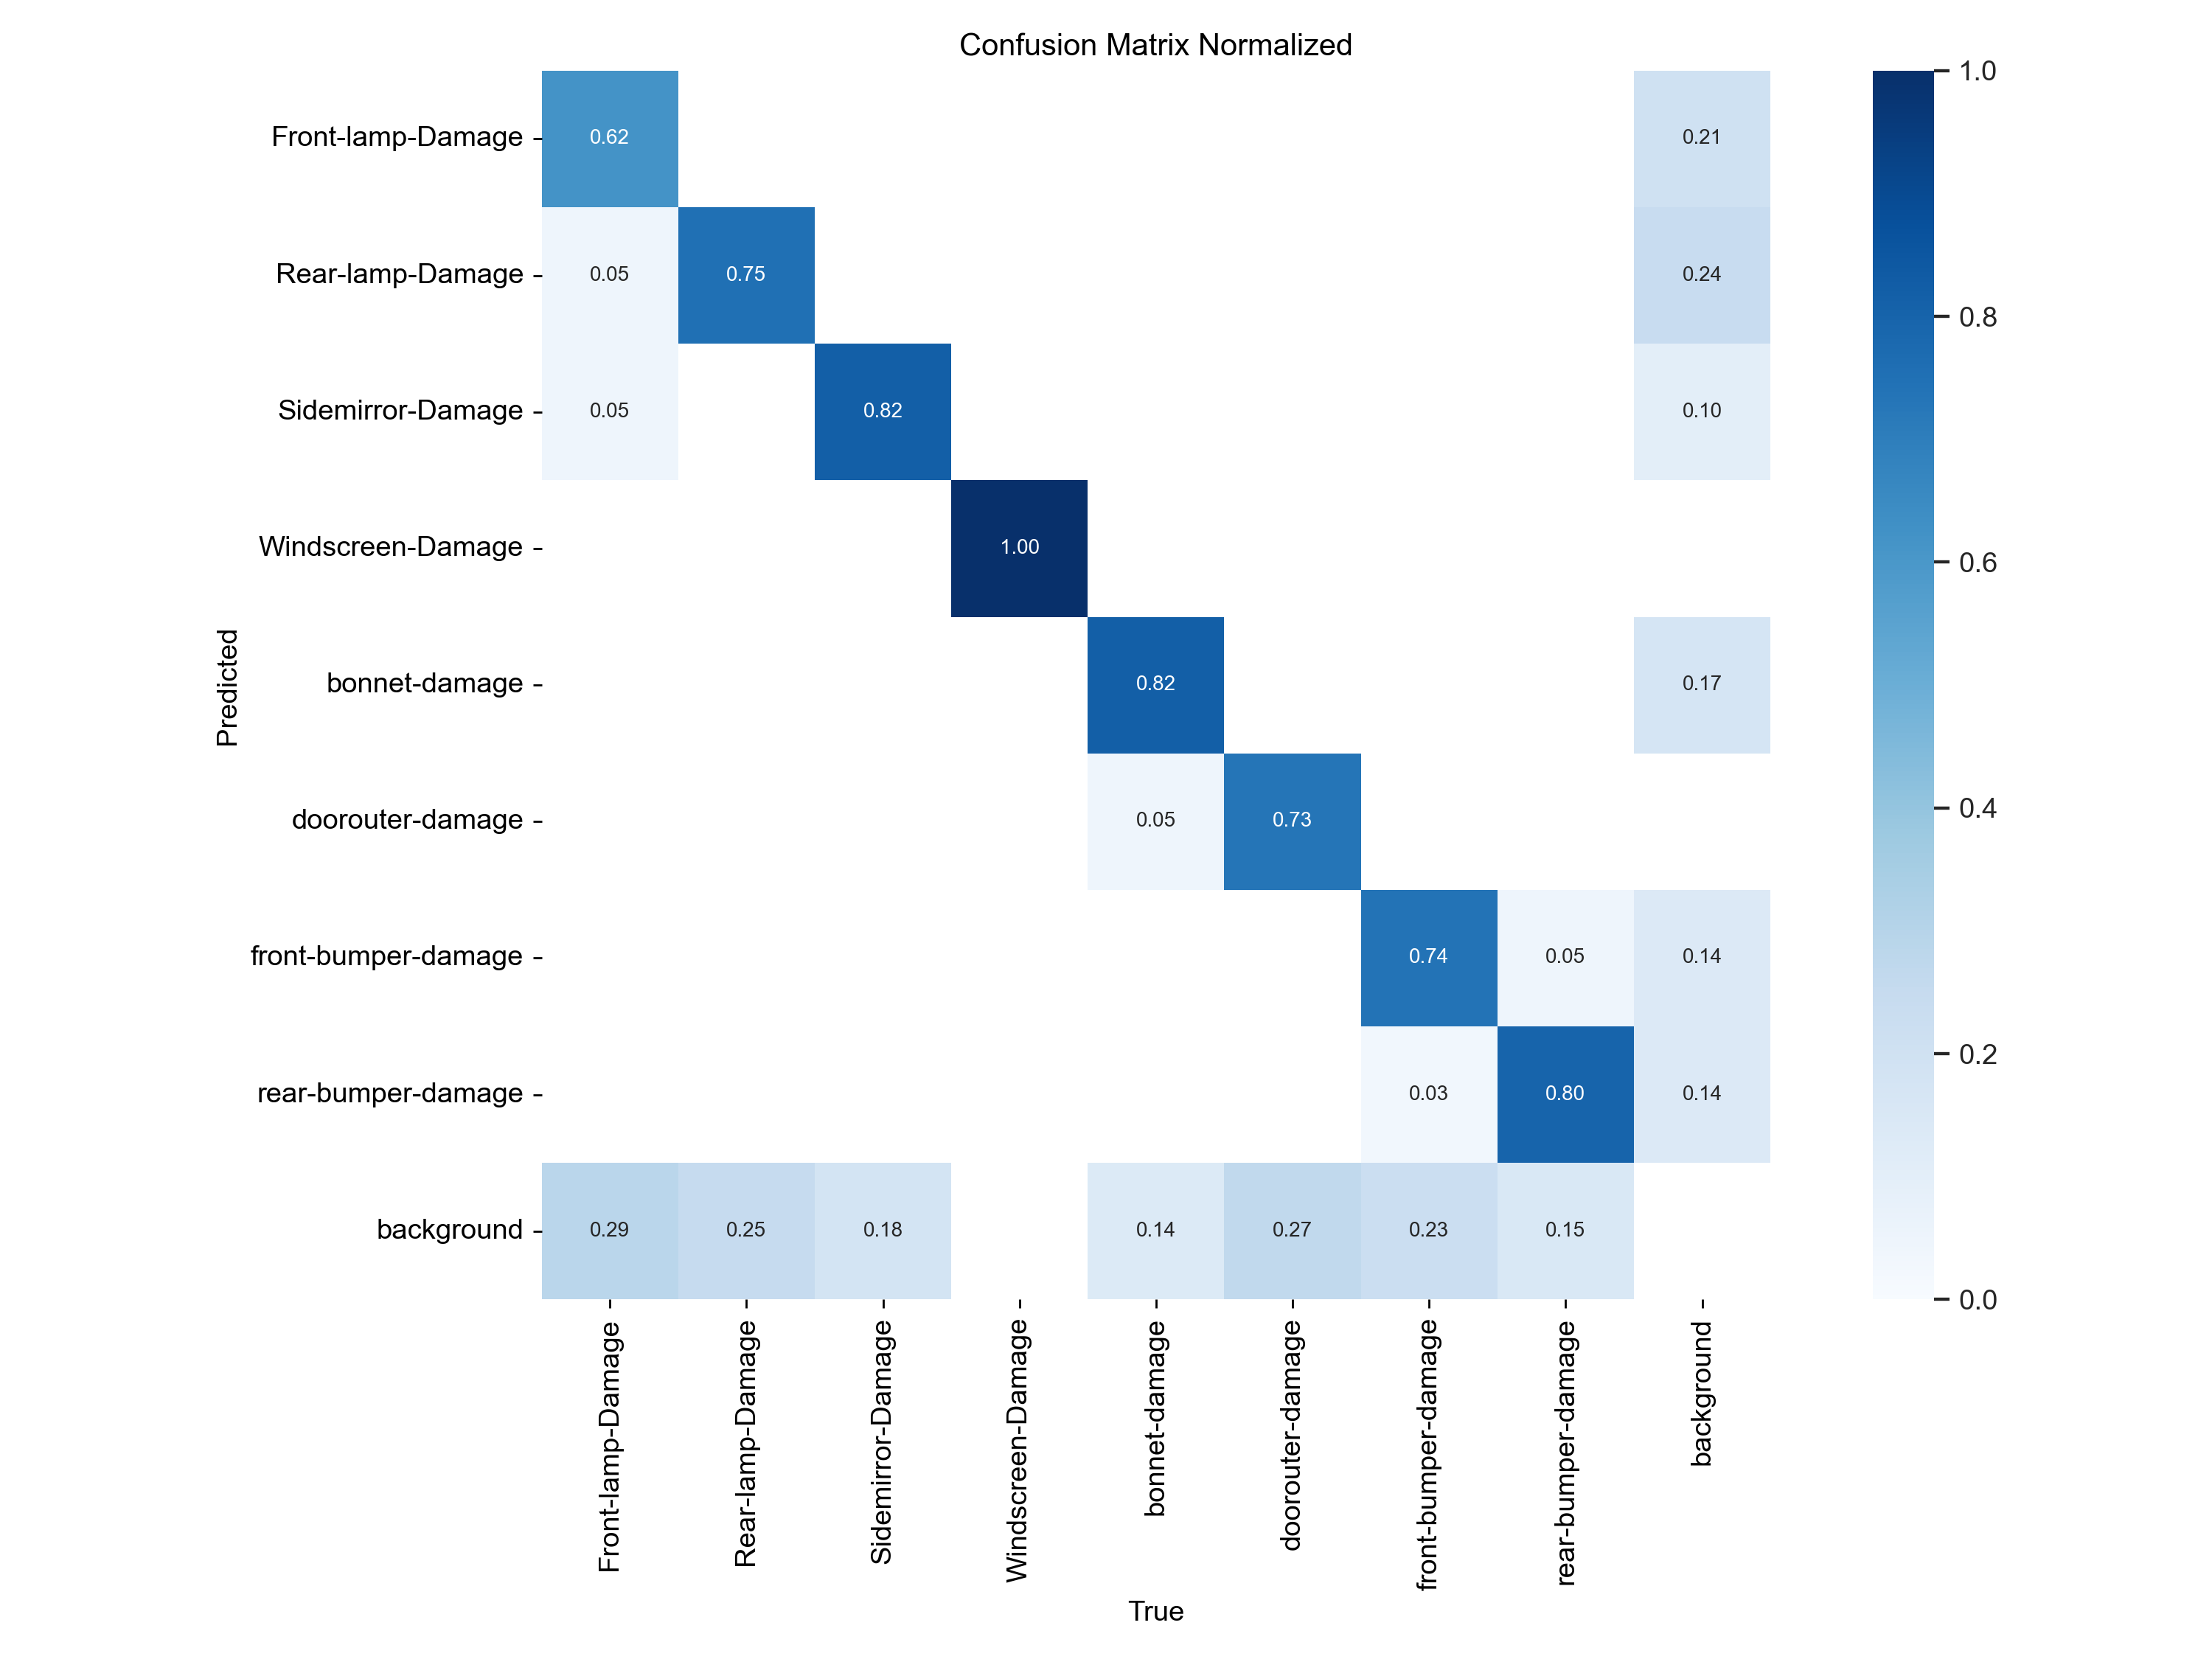 Confusion Matrix Normalized
Front-lamp-Damage 0.62 0.21
Rear-lamp-Damage 0.05 0.75 0.24
Sidemirror-Damage 0.05 0.82 0.10
Windscreen-Damage 1.00
bonnet-damage 0.82 0.17
doorouter-damage 0.05 0.73
front-bumper-damage 0.74 0.05 0.14
rear-bumper-damage 0.03 0.80 0.14
background 0.29 0.25 0.18 0.14 0.27 0.23 0.15
Predicted
Front-lamp-Damage
Rear-lamp-Damage
Sidemirror-Damage
Windscreen-Damage
bonnet-damage
doorouter-damage
front-bumper-damage
rear-bumper-damage
background
True
1.0
0.8
0.6
0.4
0.2
0.0